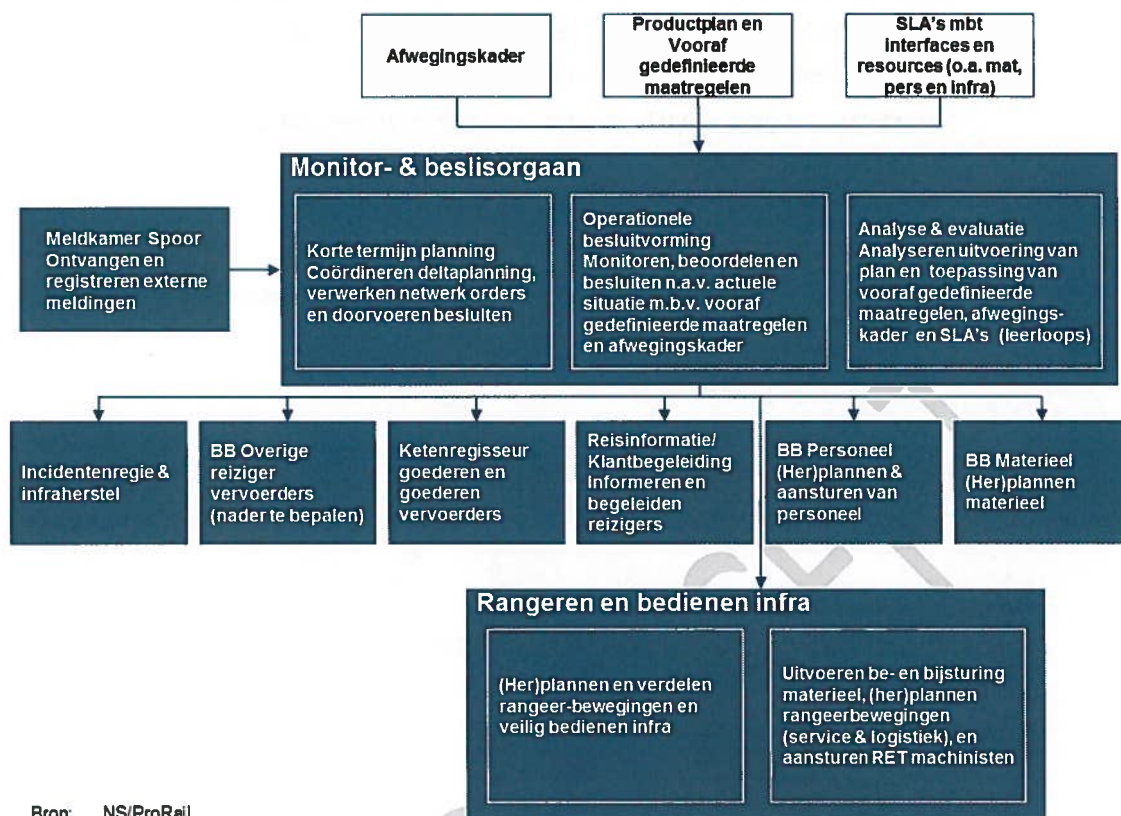 Afwegingskader
Productplan en
Vooraf
gedefinieerde
maatregelen
SLA's mbt
interfaces en
resources (o.a. mat,
pers en infra)
Monitor- & beslisorgaan
Meldkamer Spoor
Ontvangen en
registreren externe
meldingen
Korte termijn planning
Coördineren deltaplanning,
verwerken netwerk orders
en doorvoeren besluiten
Operationele
besluitvorming
Monitoren, beoordelen en
besluiten n.a.v. actuele
situatie m.b.v. vooraf
gedefinieerde maatregelen
en afwegingskader
Analyse & evaluatie
Analyseren uitvoering van
plan en toepassing van
vooraf gedefinieerde
maatregelen, afwegings-
kader en SLA's (leerloops)
Incidentenregie &
infraherstel
BB Overige
reiziger
vervoerders
(nader te bepalen)
Ketenregisseur
goederen en
goederen
vervoerders
Reisinformatie/
Klantbegeleiding
Informeren en
begeleiden
reizigers
BB Personeel
(Her)plannen &
aansturen van
personeel
BB Materieel
(Her)plannen
materieel
Rangeren en bedienen infra
(Her)plannen en verdelen
rangeer-bewegingen en
veilig bedienen infra
Uitvoeren be- en bijsturing
materieel, (her)plannen
rangeerbewegingen
(service & logistiek), en
aansturen RET machinisten
Bron: NS/ProRail